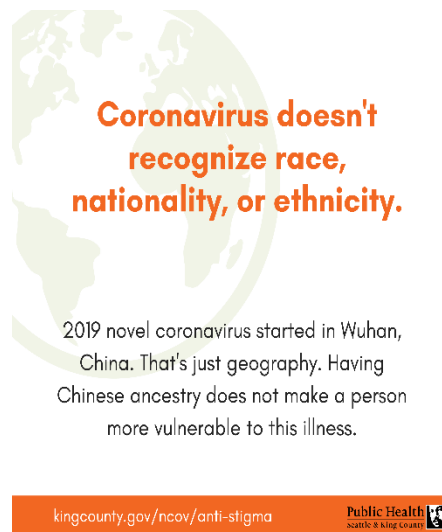 Coronavirus doesn't
recognize race,
nationality, or ethnicity.
2019 novel coronavirus started in Wuhan,
China. That's just geography. Having
Chinese ancestry does not make a person
more vulnerable to this illness.
kingcounty.gov/ncov/anti-stigma
Public Health
Seattle & King County